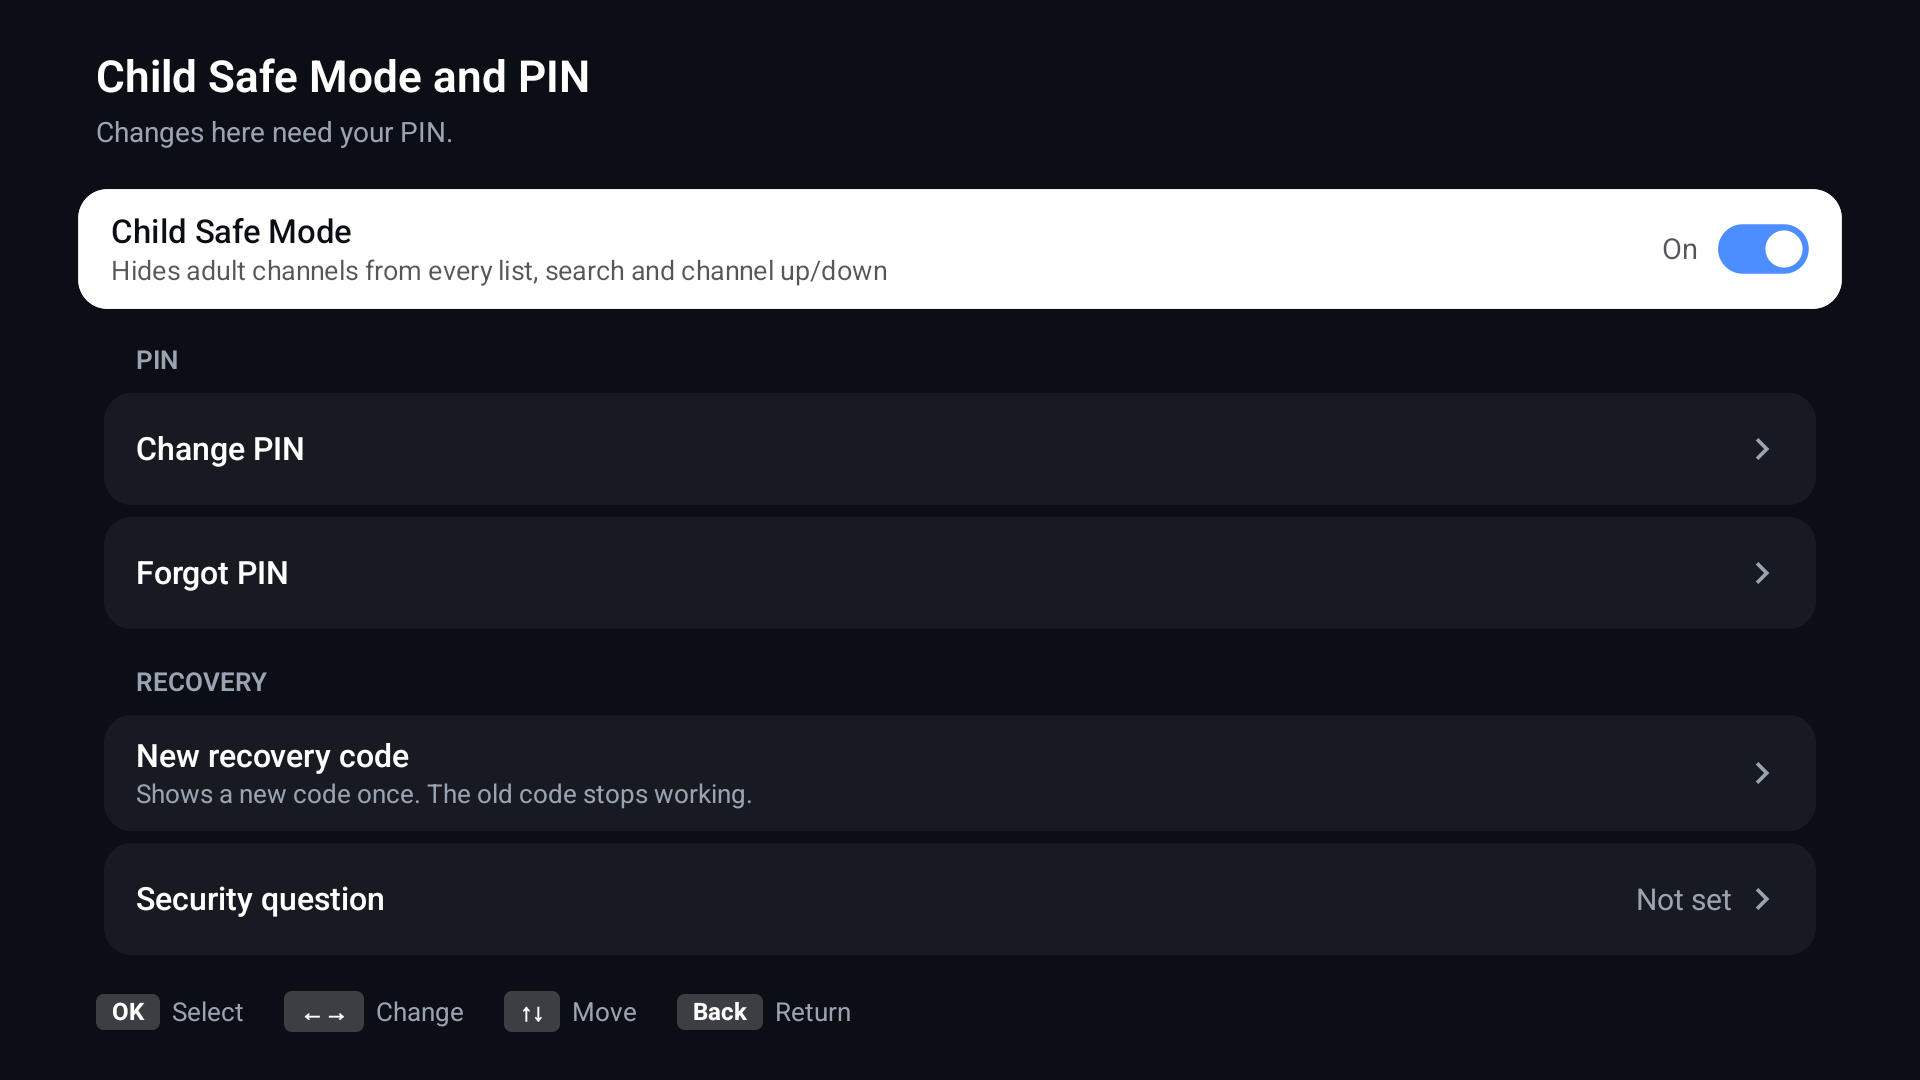 Child Safe Mode and PIN
Changes here need your PIN.
Child Safe Mode
Hides adult channels from every list, search and channel up/down
On
PIN
Change PIN
Forgot PIN
RECOVERY
New recovery code
Shows a new code once. The old code stops working.
Security question
Not set
OK Select ←→ Change ↑↓ Move Back Return